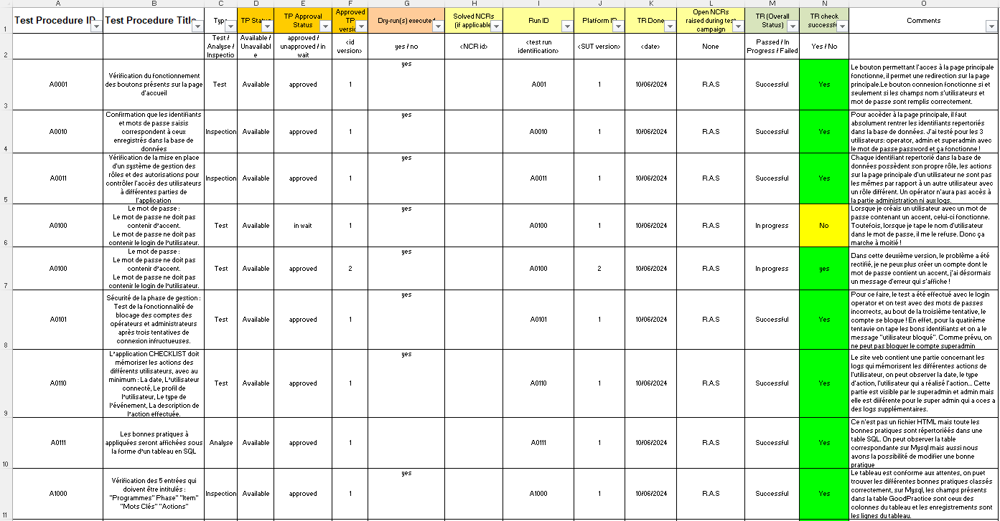 A B C D E F G H I J K L M N O
1 Test Procedure ID Test Procedure Title Type TP Status TP Approval Status Approved TP version Dry-run(s) execute Solved NCRs (if applicable Run ID Platform ID TR Done Open NCRs raised during test campaign TR (Overall Status) TR check successfu Comments
2 Test / Analyse / Inspectio Available / Unavailable approved / unapproved / in wait <id version> yes / no <NCR id> <test run identification> <SUT version> <date> None Passed / In Progress / Failed Yes / No
3 A0001
Vérification du fonctionnement
des boutons présents sur la page
d'accueil
Test Available approved 1 yes A001 1 10/06/2024 R.A.S Successful Yes
Le bouton permettant l'acces à la page principale
fonctionne, il permet une redirection sur la page
principale.Le bouton connexion fonctionne si et
seulement si les champs nom s'utilisateurs et
mot de passe sont remplis correctement.
4 A0010
Confirmation que les identifiants
et mots de passe saisis
correspondent à ceux
enregistrés dans la base de
données
Inspection Available approved 1 yes A0010 1 10/06/2024 R.A.S Successful Yes
Pour accèder à la page principale, il faut
absolument rentrer les identifiants repertoriés
dans la base de données. J'ai testé pour les 3
utilisateurs: operator, admin et superadmin avec
le mot de passe password et ça fonctionne !
5 A0011
Vérification de la mise en place
d'un système de gestion des
rôles et des autorisations pour
contrôler l'accès des utilisateurs
à différentes parties de
l'application
Inspection Available approved 1 yes A0011 1 10/06/2024 R.A.S Successful Yes
Chaque identifiant repertorié dans la base de
données possèdent son propre rôle, les actions
sur la page principale d'un utilisateur ne sont pas
les mêmes par rapport à un autre utilisateur avec
un rôle différent. Un opérator n'aura pas accès à
la partie administration ni aux logs.
6 A0100
Le mot de passe :
Le mot de passe ne doit pas
contenir d'accent.
Le mot de passe ne doit pas
contenir le login de l'utilisateur.
Test Available in wait 1 yes A0100 1 10/06/2024 R.A.S In progress No
Lorsque je créais un utilisateur avec un mot de
passe contenant un accent, celui-ci fonctionne.
Toutefois, lorsque je tape le nom d'utilisateur
dans le mot de passe, il me le refuse. Donc ça
marche à moitié !
7 A0100
Le mot de passe :
Le mot de passe ne doit pas
contenir d'accent.
Le mot de passe ne doit pas
contenir le login de l'utilisateur.
Test Available approved 2 yes A0100 2 10/06/2024 R.A.S In progress yes
Dans cette deuxième version, le problème a été
rectifié, je ne peux plus créer un compte dont le
mot de passe contient un accent, j'ai désormais
un message d'erreur qui s'affiche !
8 A0101
Sécurité de la phase de gestion :
Test de la fonctionnalité de
blocage des comptes des
opérateurs et administrateurs
après trois tentatives de
connexion infructueuses.
Test Available approved 1 yes A0101 1 10/06/2024 R.A.S Successful Yes
Pour ce faire, le test a été effectué avec le login
operator et on test avec des mots de passes
incorrects, au bout de la troisième tentative, le
compte se bloque ! En effet, pour la quatirème
tentavie on tape les bons identifiants et on a le
message "utilisateur bloqué". Comme prévu, on
ne peut pas bloquer le compte superadmin
9 A0110
L'application CHECKLIST doit
mémoriser les actions des
différents utilisateurs, avec au
minimum : La date, L'utilisateur
connecté, Le profil de
l'utilisateur, Le type de
l'événement, La description de
l'action effectuée.
Test Available approved 1 yes A0110 1 10/06/2024 R.A.S Successful Yes
Le site web contient une partie concernant les
logs qui mémorisent les différentes actions de
l'utilisateur, on peut observer la date, le type
d'action, l'utilisateur qui a réalisé l'action... Cette
partie est visible par le superadmin et admin mais
elle est diiférente pour le super admin qui a cces a
des logs supplémentaires.
10 A0111
Les bonnes pratiques à
appliquées seront affichées sous
la forme d'un tableau en SQL
Analyse Available approved 1 A0111 1 10/06/2024 R.A.S Successful Yes
Ce n'est pas un fichier HTML mais toute les
bonnes pratiques sont répertoriéés dans une
table SQL. On peut observer la table
correspondante sur Mysql mais aussi nous
avons la possibilité de modifier une bonne
pratique
11 A1000
Vérification des 5 entrées qui
doivent être intitulés :
"Programmes" Phase" "Item"
"Mots Clés" "Actions"
Inspection Available approved 1 yes A1000 1 10/06/2024 R.A.S Successful Yes
Le tableau est conforme aux attentes, on puet
trouver les différentes bonnes pratiques classés
correctement, sur Mysql, les champs présents
dans la table GoodPractice sont ceux des
colonnes du tableau et les enregistrements sont
les lignes du tableau.